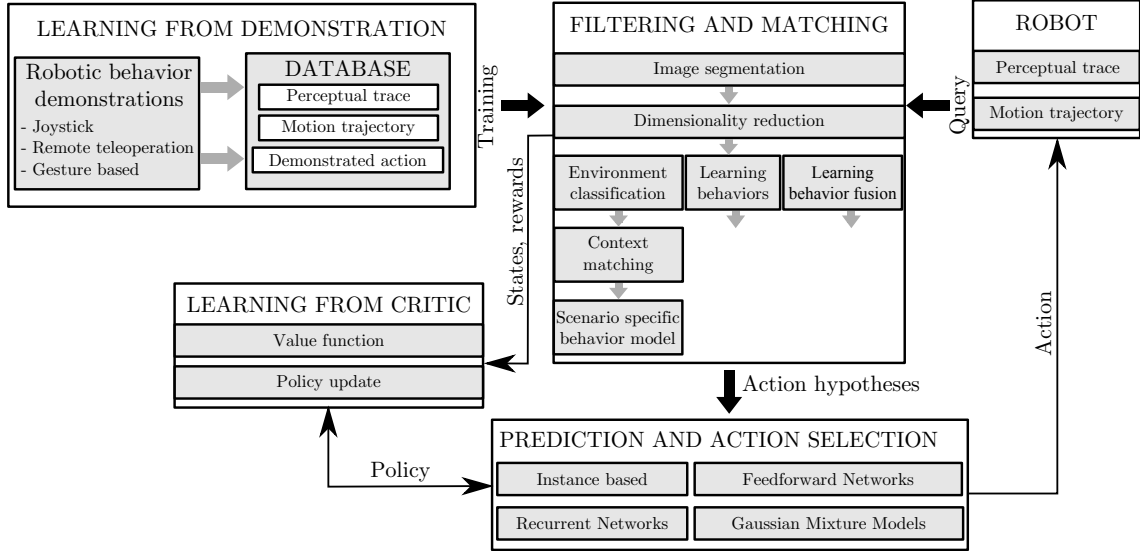 LEARNING FROM DEMONSTRATION
Robotic behavior
demonstrations
- Joystick
- Remote teleoperation
- Gesture based
DATABASE
Perceptual trace
Motion trajectory
Demonstrated action
Training
FILTERING AND MATCHING
Image segmentation
Dimensionality reduction
Environment
classification
Learning
behaviors
Learning
behavior fusion
Context
matching
Scenario specific
behavior model
Query
ROBOT
Perceptual trace
Motion trajectory
States, rewards
LEARNING FROM CRITIC
Value function
Policy update
Action hypotheses
Action
Policy
PREDICTION AND ACTION SELECTION
Instance based
Feedforward Networks
Recurrent Networks
Gaussian Mixture Models